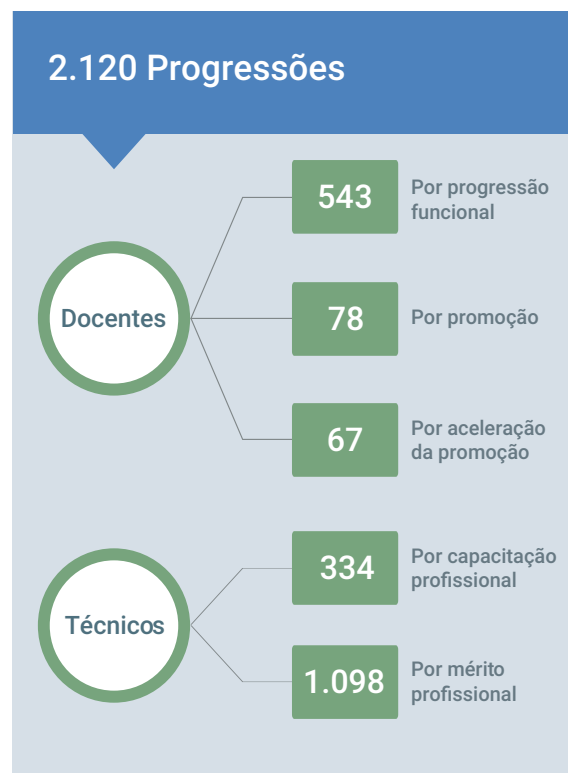 2.120 Progressões
Docentes
543
Por progressão
funcional
78
Por promoção
67
Por aceleração
da promoção
Técnicos
334
Por capacitação
profissional
1.098
Por mérito
profissional